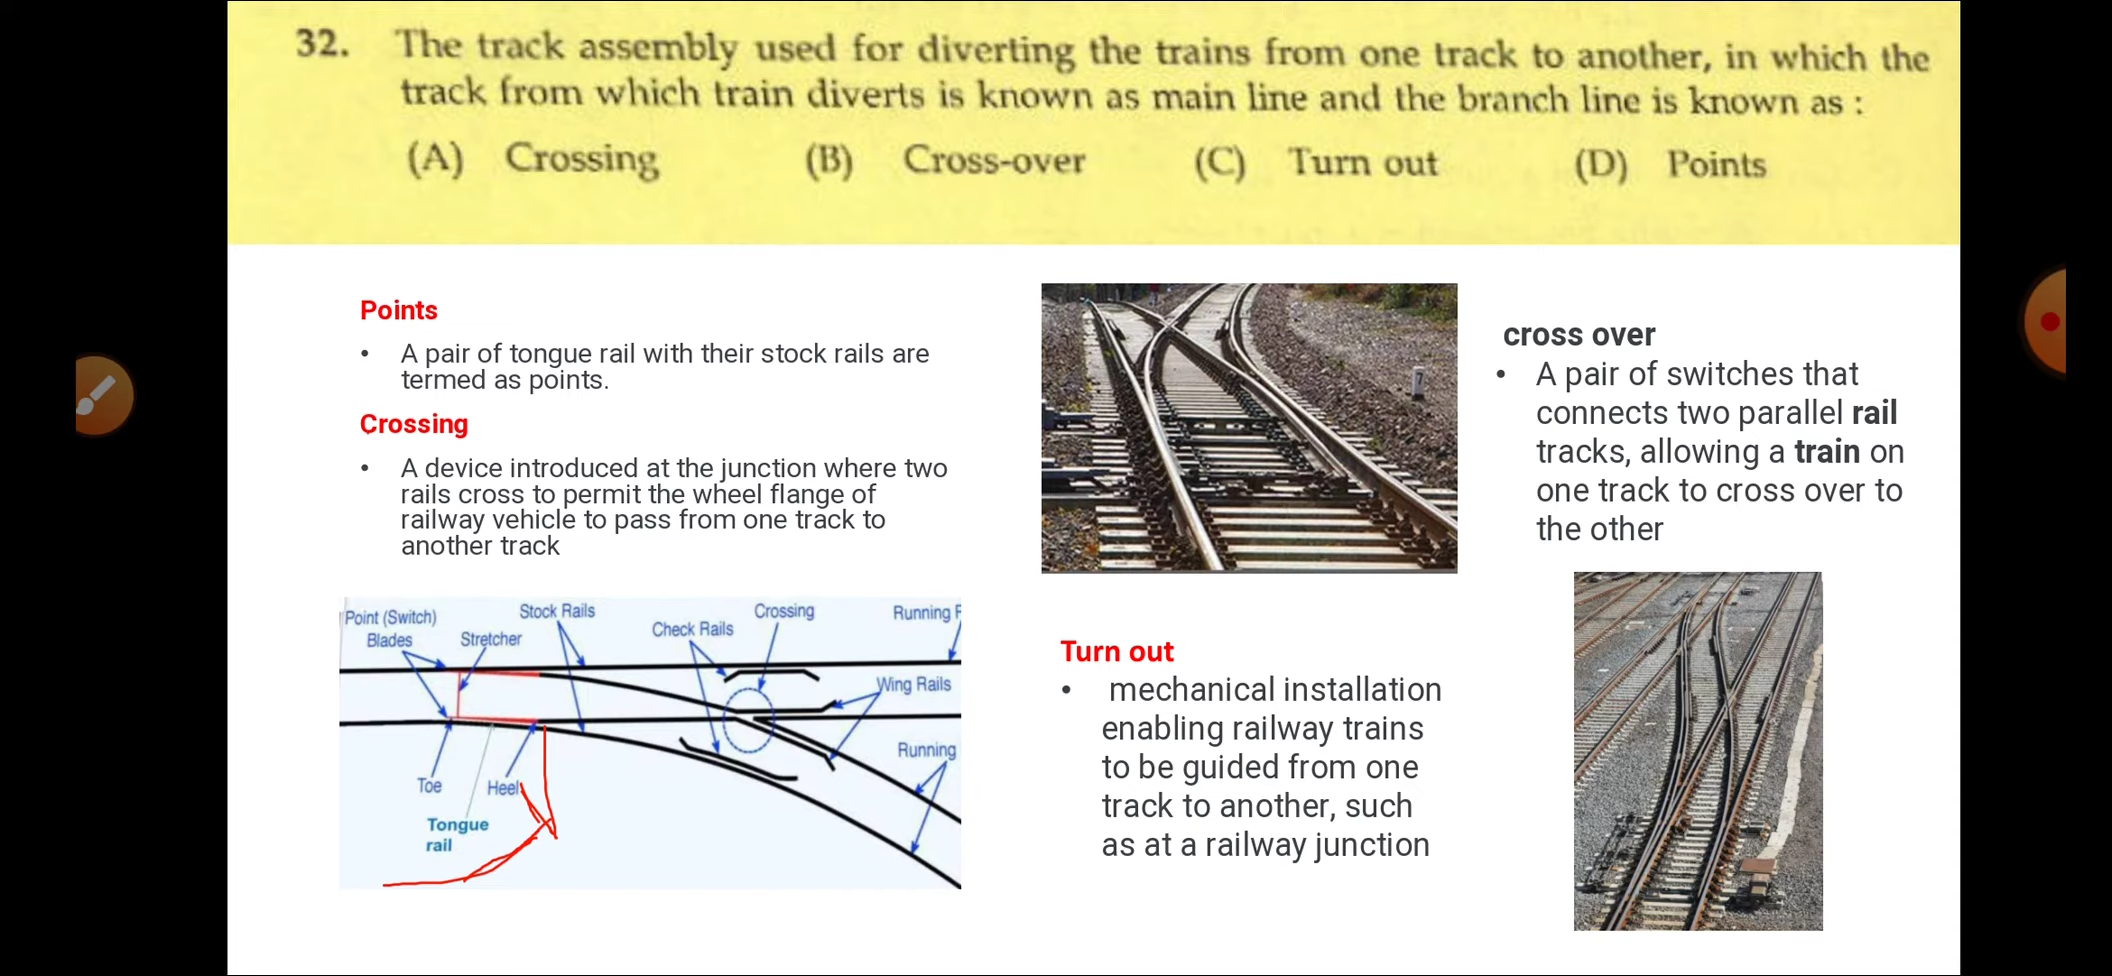 32. The track assembly used for diverting the trains from one track to another, in which the
track from which train diverts is known as main line and the branch line is known as :
(A) Crossing (B) Cross-over (C) Turn out (D) Points
Points
• A pair of tongue rail with their stock rails are
termed as points.
Crossing
• A device introduced at the junction where two
rails cross to permit the wheel flange of
railway vehicle to pass from one track to
another track
Point (Switch)
Blades
Stretcher
Stock Rails
Check Rails
Crossing
Running
Wing Rails
Running
Toe
Heel
Tongue
rail
7
Turn out
• mechanical installation
enabling railway trains
to be guided from one
track to another, such
as at a railway junction
cross over
• A pair of switches that
connects two parallel rail
tracks, allowing a train on
one track to cross over to
the other